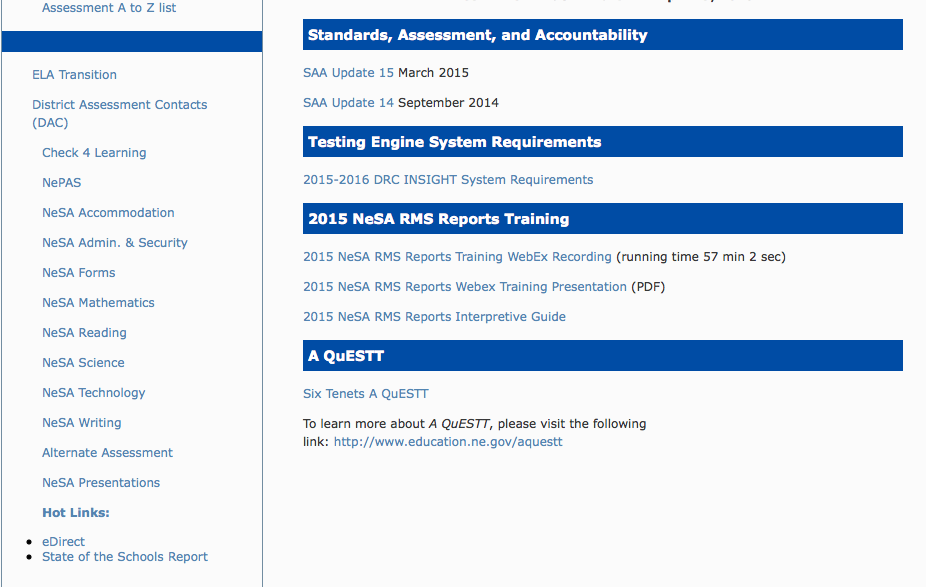 Assessment A to Z list
ELA Transition
District Assessment Contacts
(DAC)
Check 4 Learning
NePAS
NeSA Accommodation
NeSA Admin. & Security
NeSA Forms
NeSA Mathematics
NeSA Reading
NeSA Science
NeSA Technology
NeSA Writing
Alternate Assessment
NeSA Presentations
Hot Links:
eDirect
State of the Schools Report
Standards, Assessment, and Accountability
SAA Update 15 March 2015
SAA Update 14 September 2014
Testing Engine System Requirements
2015-2016 DRC INSIGHT System Requirements
2015 NeSA RMS Reports Training
2015 NeSA RMS Reports Training WebEx Recording (running time 57 min 2 sec)
2015 NeSA RMS Reports Webex Training Presentation (PDF)
2015 NeSA RMS Reports Interpretive Guide
A QuESTT
Six Tenets A QuESTT
To learn more about A QuESTT, please visit the following
link: http://www.education.ne.gov/aquestt